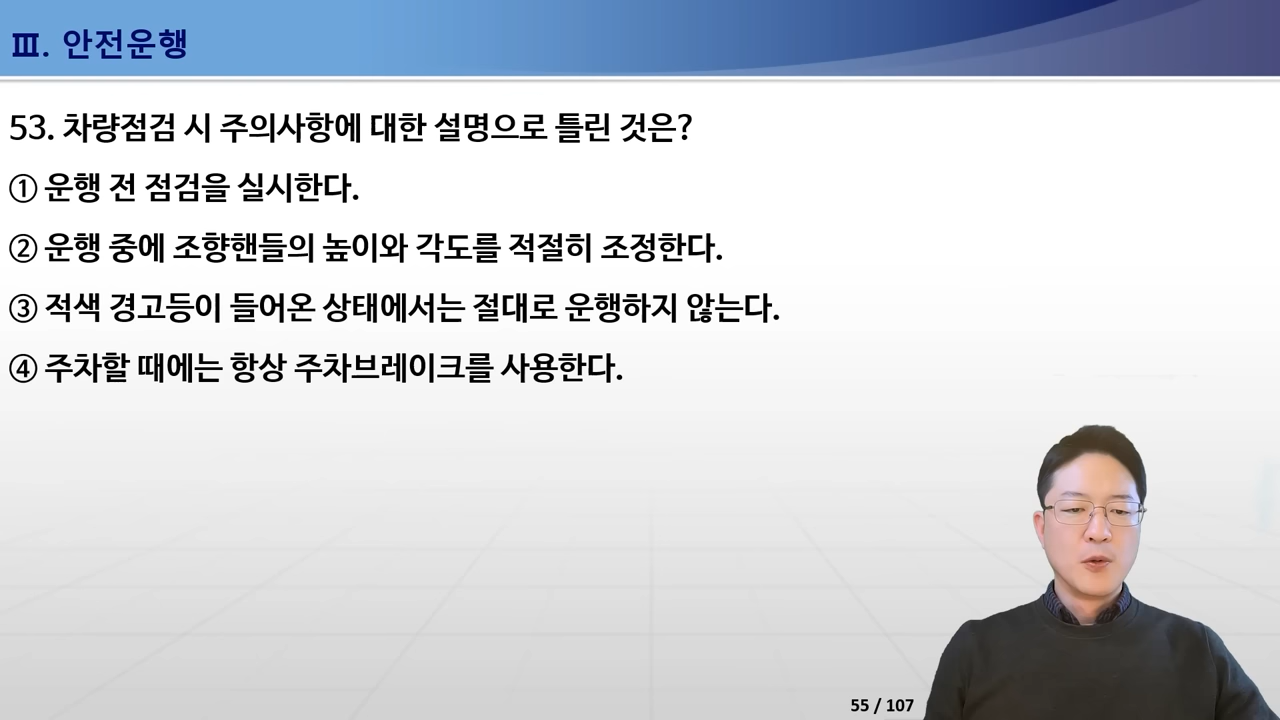 Ⅲ. 안전운행
53. 차량점검 시 주의사항에 대한 설명으로 틀린 것은?
① 운행 전 점검을 실시한다.
② 운행 중에 조향핸들의 높이와 각도를 적절히 조정한다.
③ 적색 경고등이 들어온 상태에서는 절대로 운행하지 않는다.
④ 주차할 때에는 항상 주차브레이크를 사용한다.
55 / 107